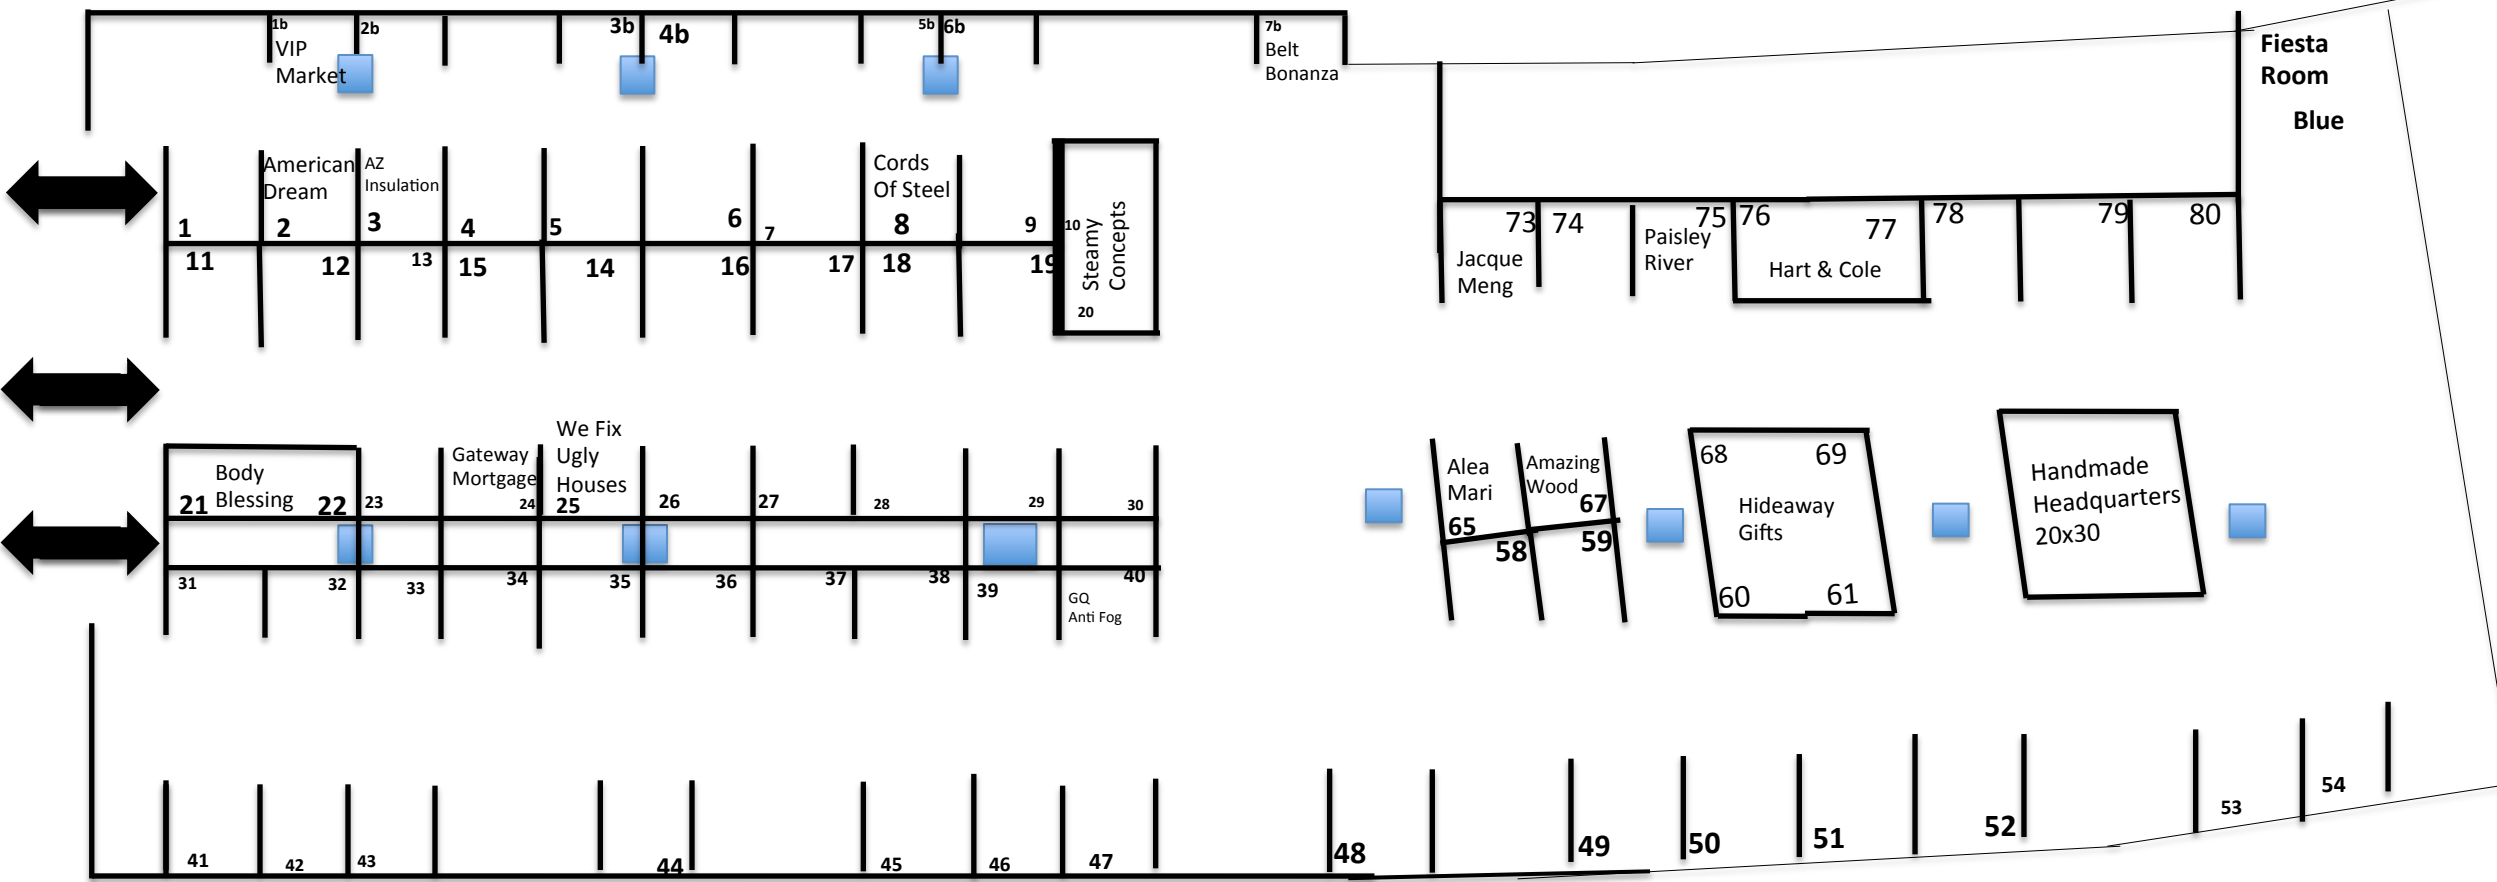 1b
VIP
Market
2b
3b
4b
5b
6b
7b
Belt
Bonanza
Fiesta
Room
Blue
1
American
Dream
2
AZ
Insulation
3
4
5
6
7
Cords
Of Steel
8
9
10
Steamy
Concepts
20
11
12
13
15
14
16
17
18
19
73
Jacque
Meng
74
Paisley
River
75
76
77
Hart & Cole
78
79
80
Body
Blessing
21
22
23
Gateway
Mortgage
24
We Fix
Ugly
Houses
25
26
27
28
29
30
31
32
33
34
35
36
37
38
39
GQ
Anti Fog
40
Alea
Mari
65
Amazing
Wood
67
58
59
68
69
Hideaway
Gifts
60
61
Handmade
Headquarters
20x30
41
42
43
44
45
46
47
48
49
50
51
52
53
54